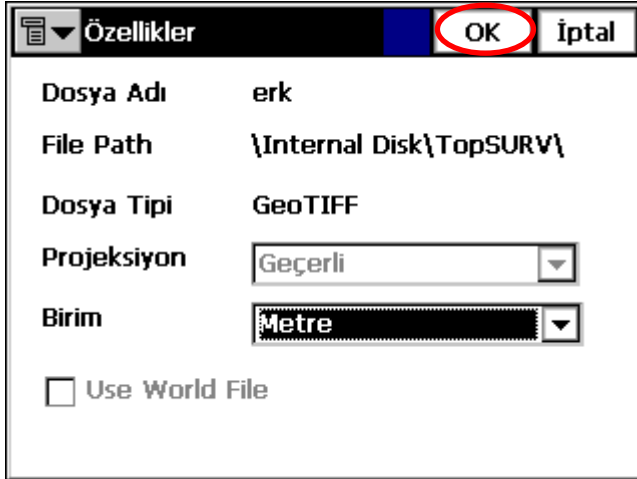 Özellikler OK İptal
Dosya Adı erk
File Path \Internal Disk\TopSURV\
Dosya Tipi GeoTIFF
Projeksiyon Geçerli
Birim Metre
Use World File